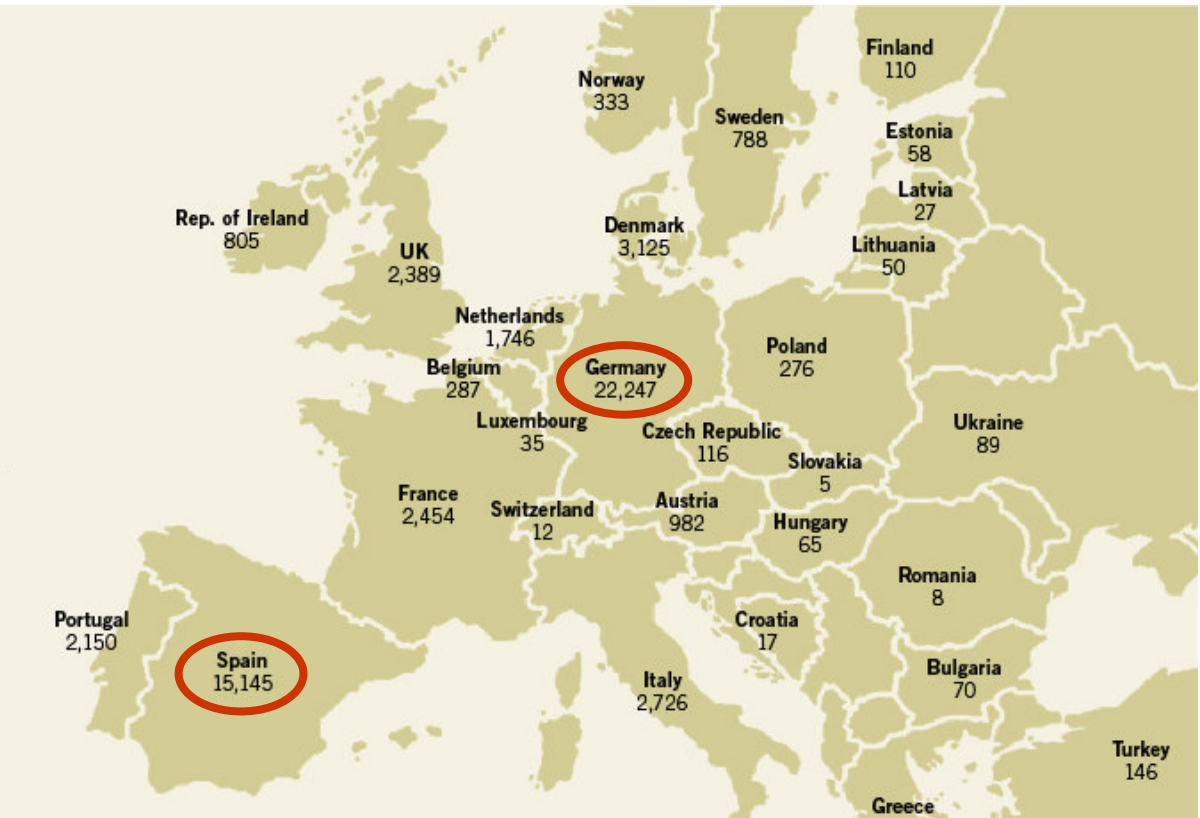 Finland
110
Norway
333
Sweden
788
Estonia
58
Latvia
27
Rep. of Ireland
805
Denmark
3,125
Lithuania
50
UK
2,389
Netherlands
1,746
Poland
276
Belgium
287
Germany
22,247
Luxembourg
35
Czech Republic
116
Ukraine
89
Slovakia
5
France
2,454
Switzerland
12
Austria
982
Hungary
65
Romania
8
Portugal
2,150
Croatia
17
Spain
15,145
Bulgaria
70
Italy
2,726
Turkey
146
Greece